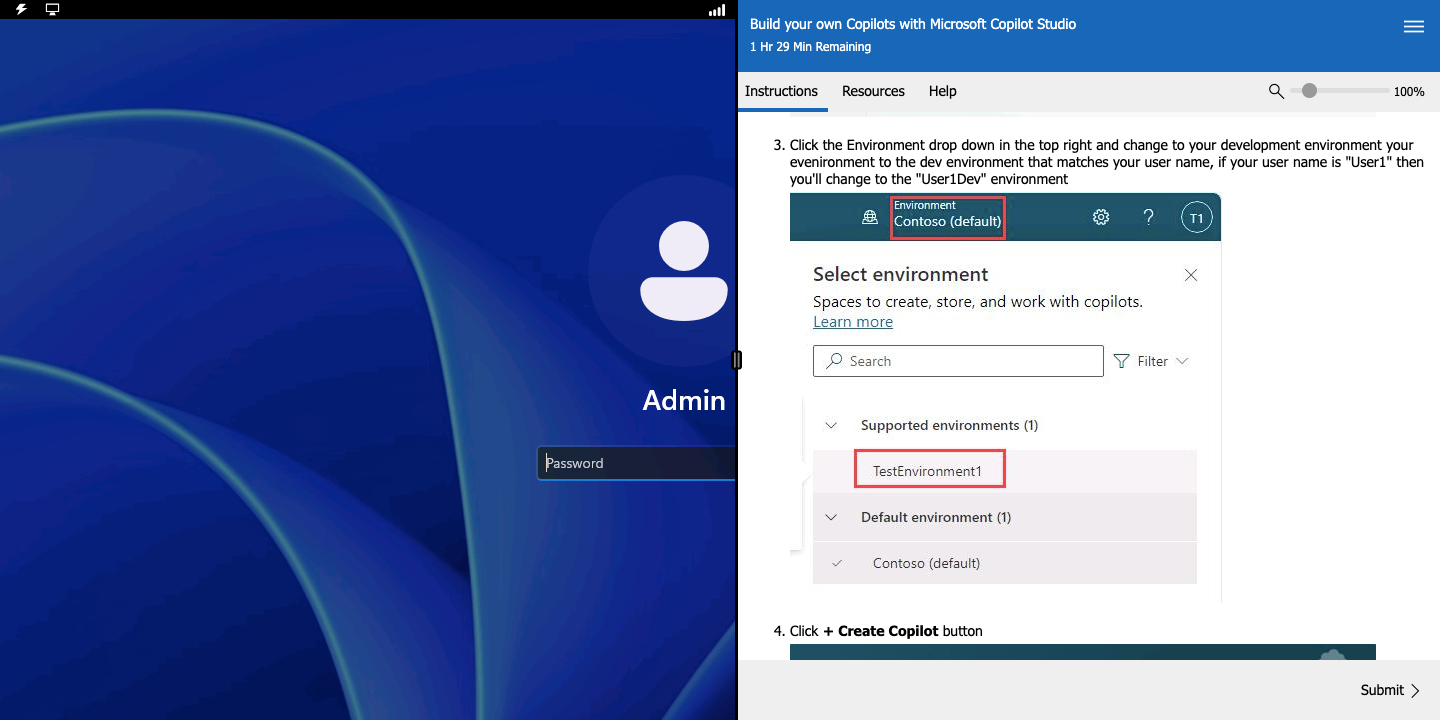 Admin
Password
Build your own Copilots with Microsoft Copilot Studio
1 Hr 29 Min Remaining
Instructions Resources Help 100%
3. Click the Environment drop down in the top right and change to your development environment your
evenironment to the dev environment that matches your user name, if your user name is "User1" then
you'll change to the "User1Dev" environment
Environment
Contoso (default)
? T1
Select environment
Spaces to create, store, and work with copilots.
Learn more
Search Filter
Supported environments (1)
TestEnvironment1
Default environment (1)
Contoso (default)
4. Click + Create Copilot button
Submit